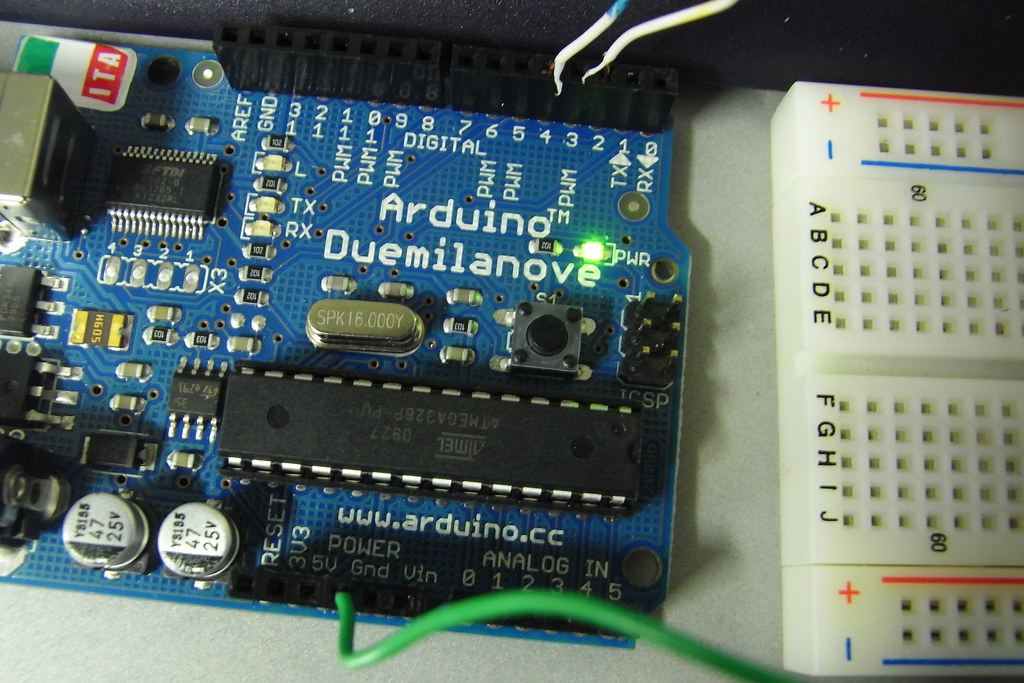 ITA
AREF
GND
13
12
11
10
9
8
7
6
5
4
3
2
1
0
DIGITAL
PWM
PWM
PWM
PWM
PWM
PWM
TX
RX
L
TX
RX
FTDI
Arduino™
Duemilanove
PWR
4 3 2 1
X3
S1
1
SPK16.000Y
ICSP
ATMEL
0927
ATMEGA328P-PU
www.arduino.cc
RESET
3V3
5V Gnd Vin
POWER
ANALOG IN
0 1 2 3 4 5
47
25V
47
25V
+
-
60
A
B
C
D
E
F
G
H
I
J
60
+
-